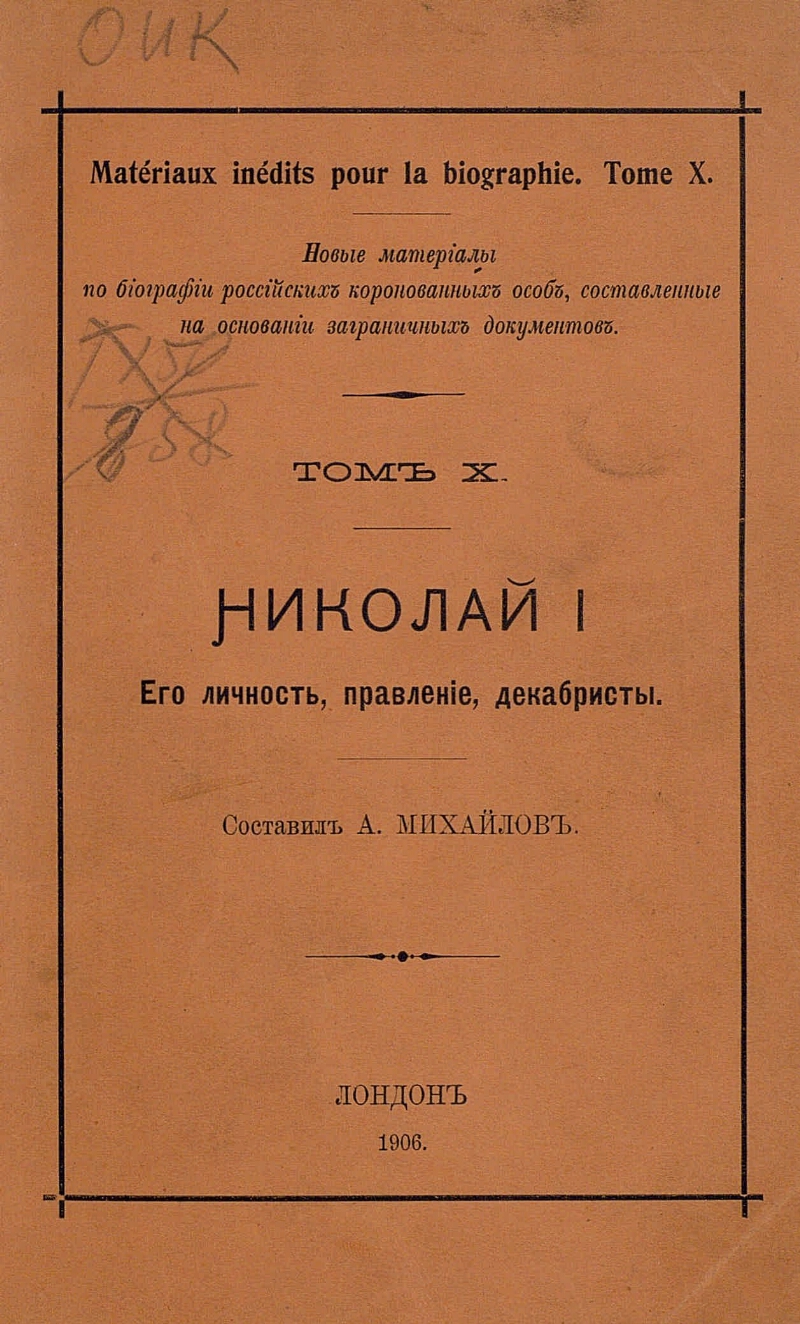 ОИК
Matériaux inédits pour la biographie. Tome X.
Новые матеріалы
по біографіи россійскихъ коронованныхъ особъ, составленные
на основаніи заграничныхъ документовъ.
ТОМЪ X.
НИКОЛАЙ I
Его личность, правленіе, декабристы.
Составилъ А. МИХАЙЛОВЪ.
ЛОНДОНЪ
1906.